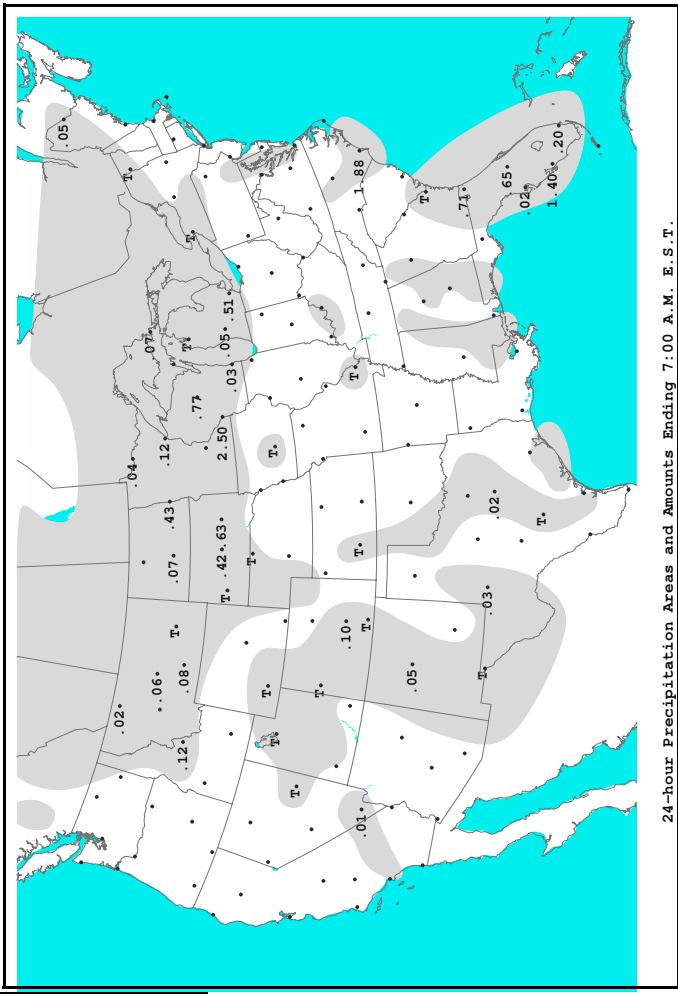 .05
.02
T
.04
.07
.06
.12
.43
.07
T
.08
.12
T
T
.77
2.50
.42 .63
.05
T
.51
.03
T
T
T
T
T
T
.10
T
1.88
T
.01
T
.05
T
.71
T
.03
.02
.65
.02
T
1.40
.20
24-hour Precipitation Areas and Amounts Ending 7:00 A.M. E.S.T.